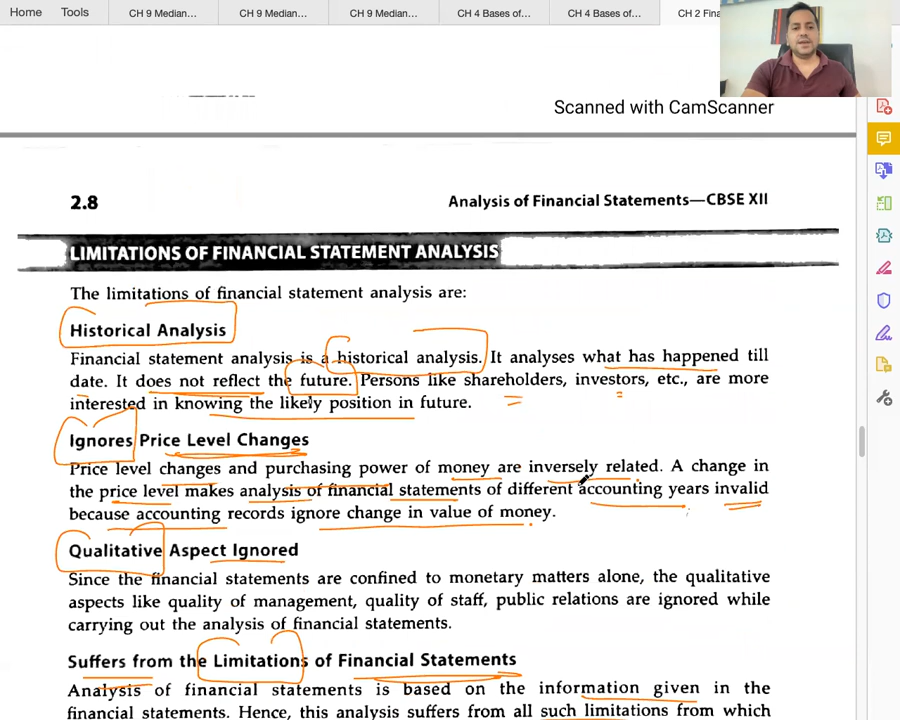 Home Tools CH 9 Median... CH 9 Median... CH 9 Median... CH 4 Bases of... CH 4 Bases of... CH 2 Fina
Scanned with CamScanner
2.8 Analysis of Financial Statements—CBSE XII
LIMITATIONS OF FINANCIAL STATEMENT ANALYSIS
The limitations of financial statement analysis are:
Historical Analysis
Financial statement analysis is a historical analysis. It analyses what has happened till
date. It does not reflect the future. Persons like shareholders, investors, etc., are more
interested in knowing the likely position in future.
Ignores Price Level Changes
Price level changes and purchasing power of money are inversely related. A change in
the price level makes analysis of financial statements of different accounting years invalid
because accounting records ignore change in value of money.
Qualitative Aspect Ignored
Since the financial statements are confined to monetary matters alone, the qualitative
aspects like quality of management, quality of staff, public relations are ignored while
carrying out the analysis of financial statements.
Suffers from the Limitations of Financial Statements
Analysis of financial statements is based on the information given in the
financial statements. Hence, this analysis suffers from all such limitations from which